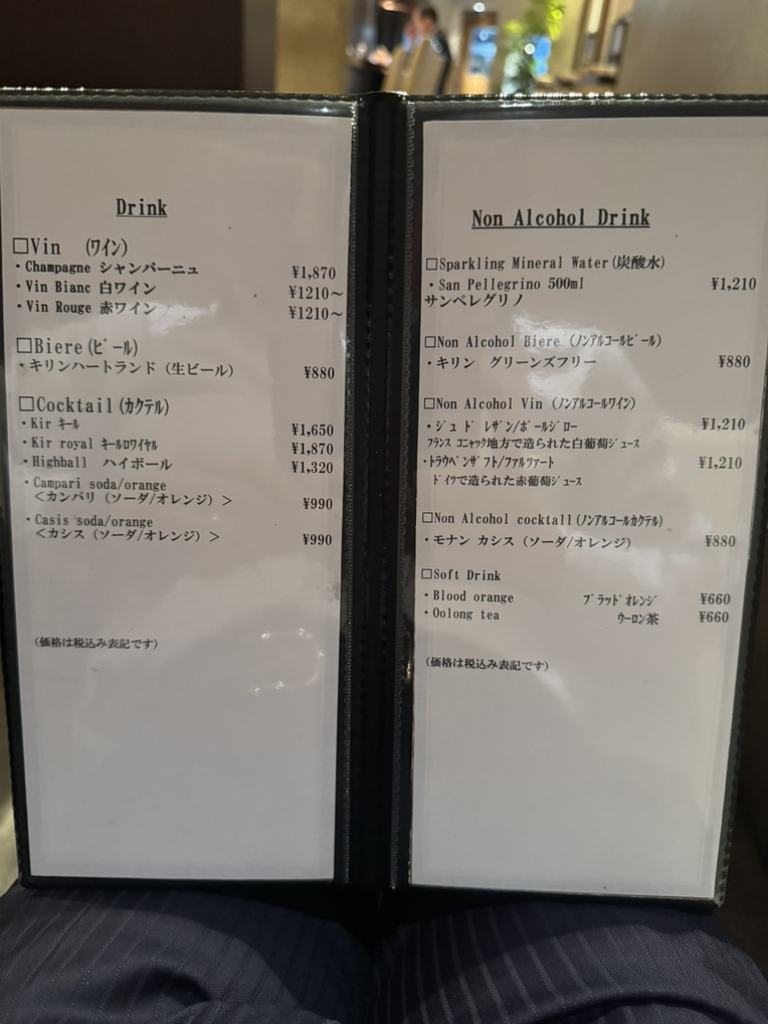 Drink
□Vin （ワイン）
・Champagne シャンパーニュ ¥1,870
・Vin Bianc 白ワイン ¥1210～
・Vin Rouge 赤ワイン ¥1210～
□Biere(ﾋﾞｰﾙ)
・キリンハートランド（生ビール） ¥880
□Cocktail(ｶｸﾃﾙ)
・Kir ｷｰﾙ ¥1,650
・Kir royal ｷｰﾙﾛﾜｲﾔﾙ ¥1,870
・Highball ハイボール ¥1,320
・Campari soda/orange
＜カンパリ（ソーダ/オレンジ）＞ ¥990
・Casis soda/orange
＜カシス（ソーダ/オレンジ）＞ ¥990
（価格は税込み表記です）
Non Alcohol Drink
□Sparkling Mineral Water(炭酸水)
・San Pellegrino 500ml ¥1,210
サンペレグリノ
□Non Alcohol Biere (ﾉﾝｱﾙｺｰﾙﾋﾞｰﾙ)
・キリン グリーンズフリー ¥880
□Non Alcohol Vin (ﾉﾝｱﾙｺｰﾙﾜｲﾝ)
・ｼﾞｭ ﾄﾞ ﾚｻﾞﾝ/ﾎﾟｰﾙｼﾞﾛｰ ¥1,210
ﾌﾗﾝｽ ｺﾆｬｯｸ地方で造られた白葡萄ｼﾞｭｰｽ
・ﾄﾗｳﾍﾞﾝｻﾞﾌﾄ/ﾌｧﾙﾂｧｰﾄ ¥1,210
ﾄﾞｲﾂで造られた赤葡萄ｼﾞｭｰｽ
□Non Alcohol cocktall(ﾉﾝｱﾙｺｰﾙｶｸﾃﾙ)
・モナン カシス（ソーダ/オレンジ） ¥880
□Soft Drink
・Blood orange ﾌﾞﾗｯﾄﾞｵﾚﾝｼﾞ ¥660
・Oolong tea ｳｰﾛﾝ茶 ¥660
（価格は税込み表記です）